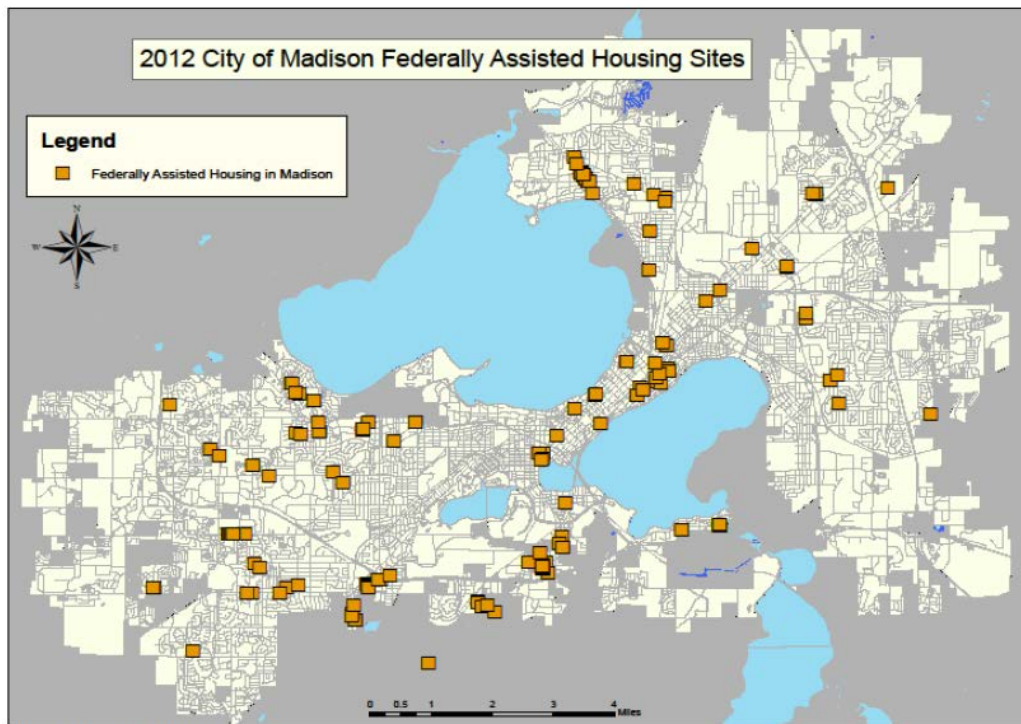 2012 City of Madison Federally Assisted Housing Sites
Legend
Federally Assisted Housing in Madison
N
W E
S
0 0.5 1 2 3 4
Miles